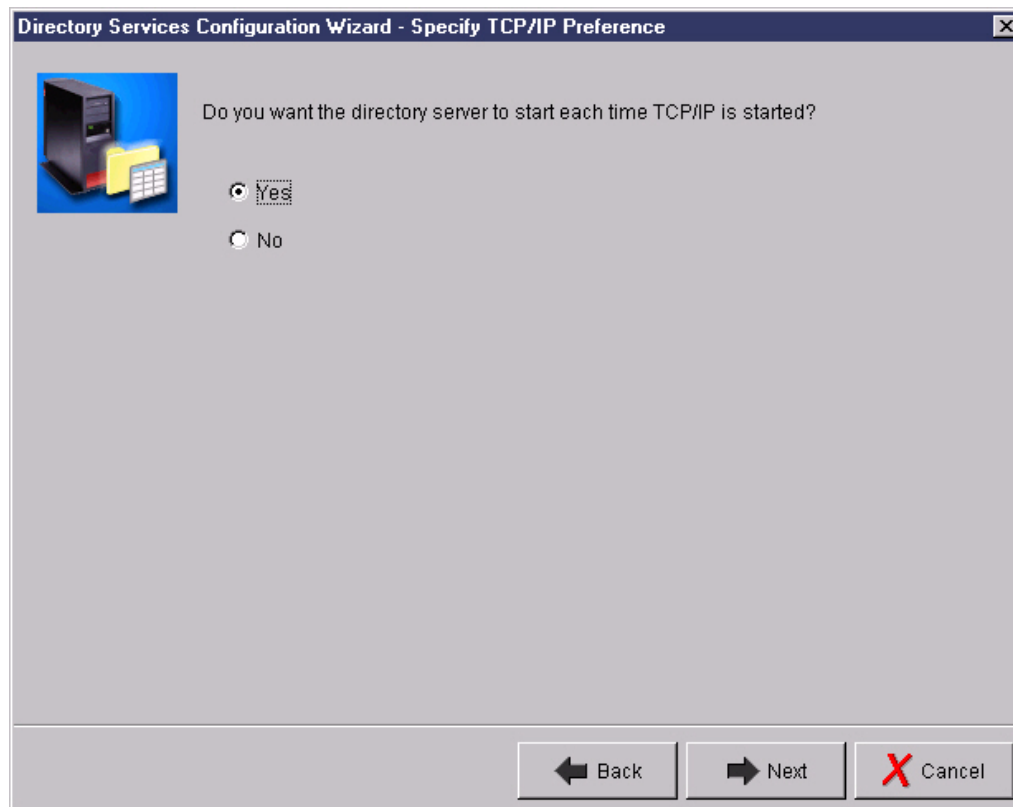 Directory Services Configuration Wizard - Specify TCP/IP Preference
Do you want the directory server to start each time TCP/IP is started?
Yes
No
Back
Next
Cancel